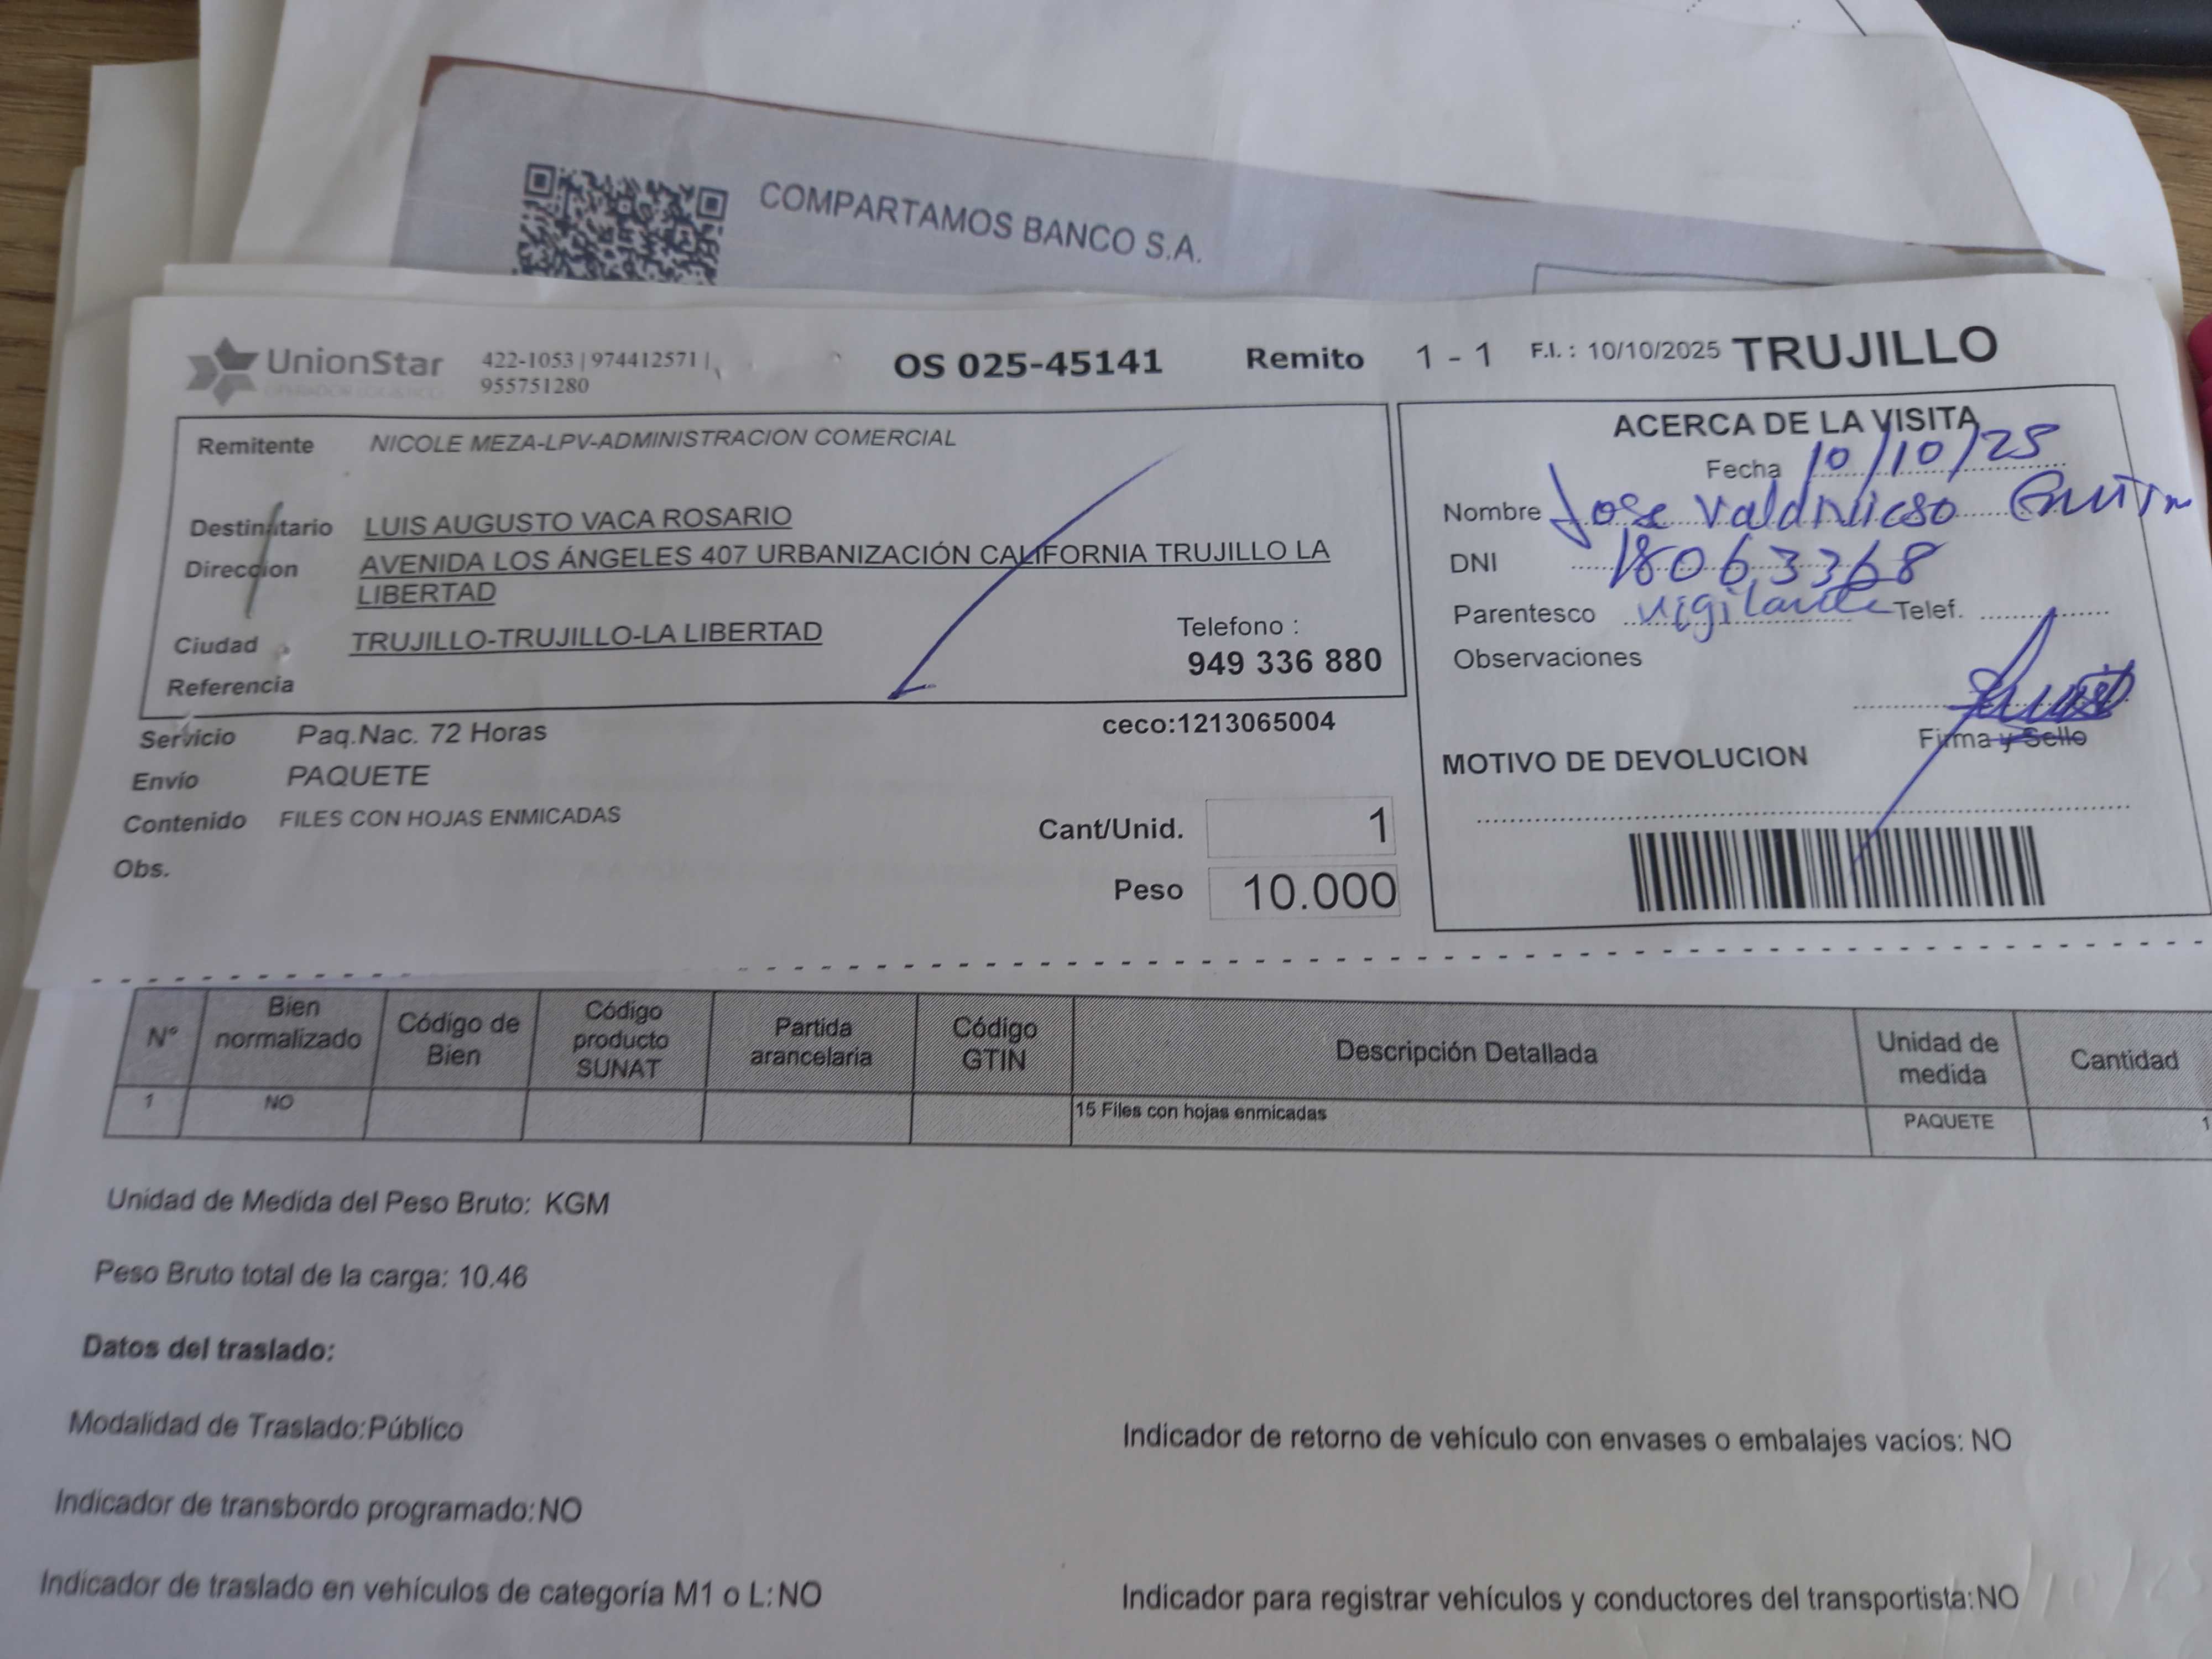 COMPARTAMOS BANCO S.A.
UnionStar
OPERADOR LOGISTICO
422-1053 | 974412571 |
955751280
OS 025-45141 Remito 1 - 1 F.I. : 10/10/2025 TRUJILLO
Remitente NICOLE MEZA-LPV-ADMINISTRACION COMERCIAL
Destinatario LUIS AUGUSTO VACA ROSARIO
Direccion AVENIDA LOS ÁNGELES 407 URBANIZACIÓN CALIFORNIA TRUJILLO LA
LIBERTAD
Ciudad TRUJILLO-TRUJILLO-LA LIBERTAD
Telefono :
949 336 880
Referencia
ACERCA DE LA VISITA
Fecha 10/10/25
Nombre Jose
DNI 18063368
Parentesco vigilante Telef.
Observaciones
Firma y Sello
MOTIVO DE DEVOLUCION
Servicio Paq.Nac. 72 Horas
ceco:1213065004
Envío PAQUETE
Contenido FILES CON HOJAS ENMICADAS
Cant/Unid. 1
Obs.
Peso 10.000
N° Bien normalizado Código de Bien Código producto SUNAT Partida arancelaria Código GTIN Descripción Detallada Unidad de medida Cantidad
1 NO 15 Files con hojas enmicadas PAQUETE 1
Unidad de Medida del Peso Bruto: KGM
Peso Bruto total de la carga: 10.46
Datos del traslado:
Modalidad de Traslado:Público
Indicador de retorno de vehículo con envases o embalajes vacíos: NO
Indicador de transbordo programado:NO
Indicador de traslado en vehículos de categoría M1 o L:NO
Indicador para registrar vehículos y conductores del transportista:NO